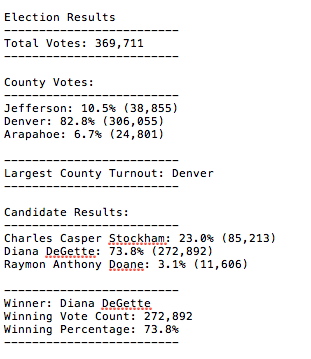 Election Results
-------------------------
Total Votes: 369,711
-------------------------
County Votes:
-------------------------
Jefferson: 10.5% (38,855)
Denver: 82.8% (306,055)
Arapahoe: 6.7% (24,801)
-------------------------
Largest County Turnout: Denver
-------------------------
Candidate Results:
-------------------------
Charles Casper Stockham: 23.0% (85,213)
Diana DeGette: 73.8% (272,892)
Raymon Anthony Doane: 3.1% (11,606)
-------------------------
Winner: Diana DeGette
Winning Vote Count: 272,892
Winning Percentage: 73.8%
-------------------------